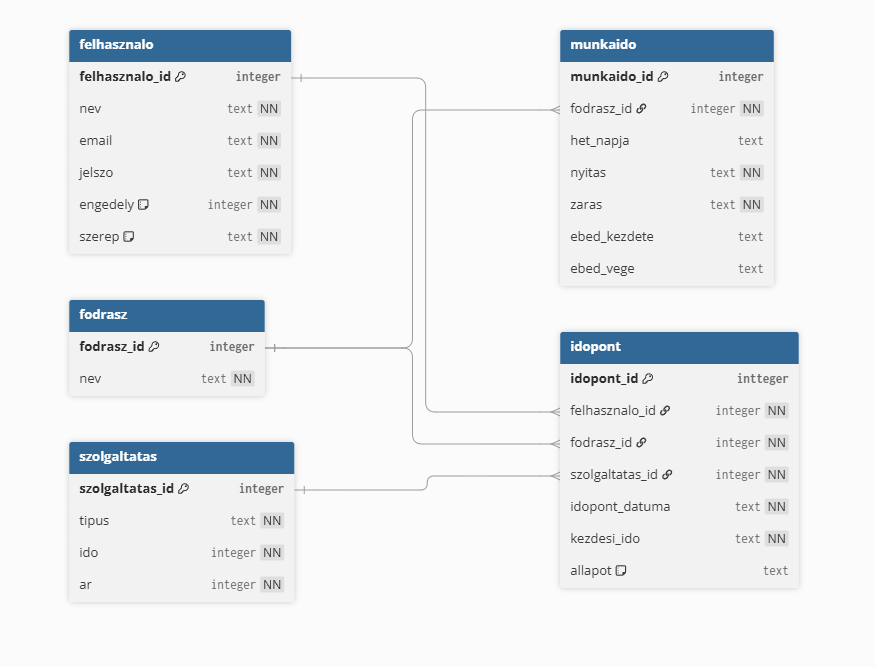 felhasznalo
felhasznalo_id integer
nev text NN
email text NN
jelszo text NN
engedely integer NN
szerep text NN
fodrasz
fodrasz_id integer
nev text NN
szolgaltatas
szolgaltatas_id integer
tipus text NN
ido integer NN
ar integer NN
munkaido
munkaido_id integer
fodrasz_id integer NN
het_napja text
nyitas text NN
zaras text NN
ebed_kezdete text
ebed_vege text
idopont
idopont_id intteger
felhasznalo_id integer NN
fodrasz_id integer NN
szolgaltatas_id integer NN
idopont_datuma text NN
kezdesi_ido text NN
allapot text